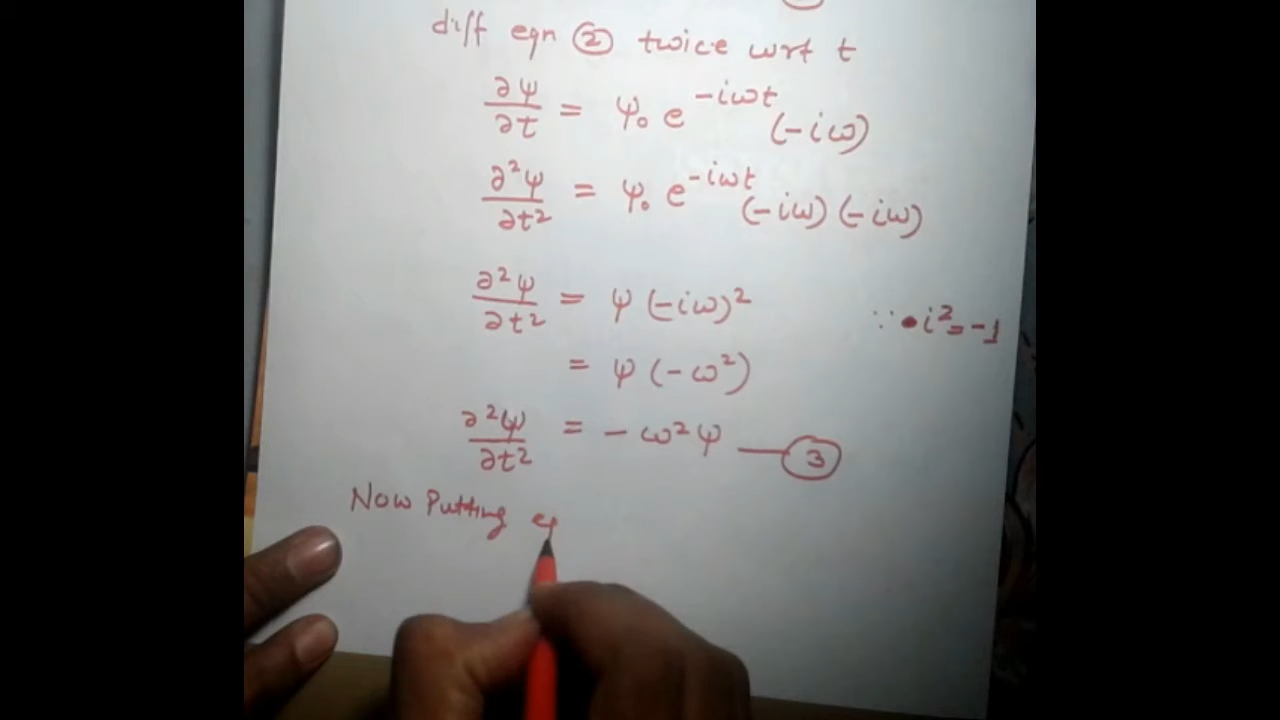 diff eqn ② twice wrt t
∂ψ/∂t = ψ₀ e^-iωt (-iω)
∂²ψ/∂t² = ψ₀ e^-iωt (-iω) (-iω)
∂²ψ/∂t² = ψ (-iω)² ∵ i² = -1
= ψ (-ω²)
∂²ψ/∂t² = - ω²ψ — ③
Now Putting